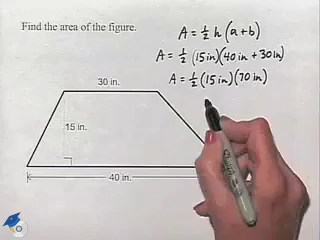 Find the area of the figure.
A = ½ h (a + b)
A = ½ (15 in)(40 in + 30 in)
A = ½ (15 in)(70 in)
30 in.
15 in.
40 in.